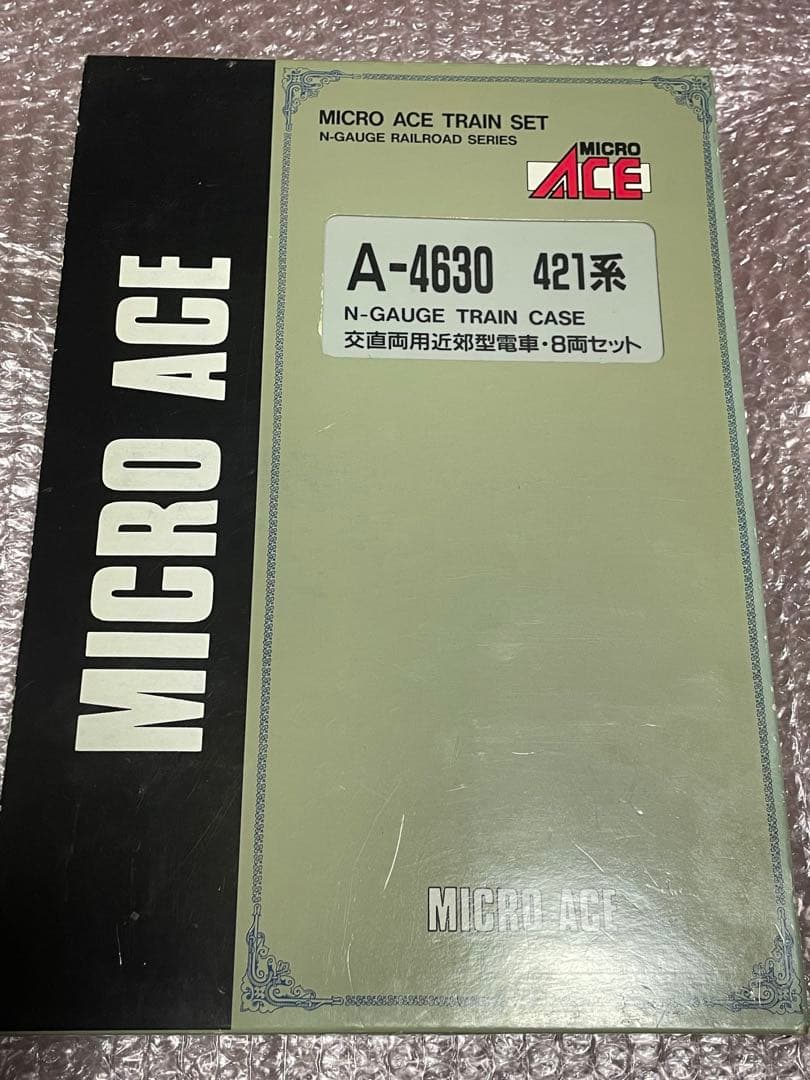 MICRO ACE
MICRO ACE TRAIN SET
N-GAUGE RAILROAD SERIES
MICRO
ACE
A-4630 421系
N-GAUGE TRAIN CASE
交直両用近郊型電車・8両セット
MICRO ACE